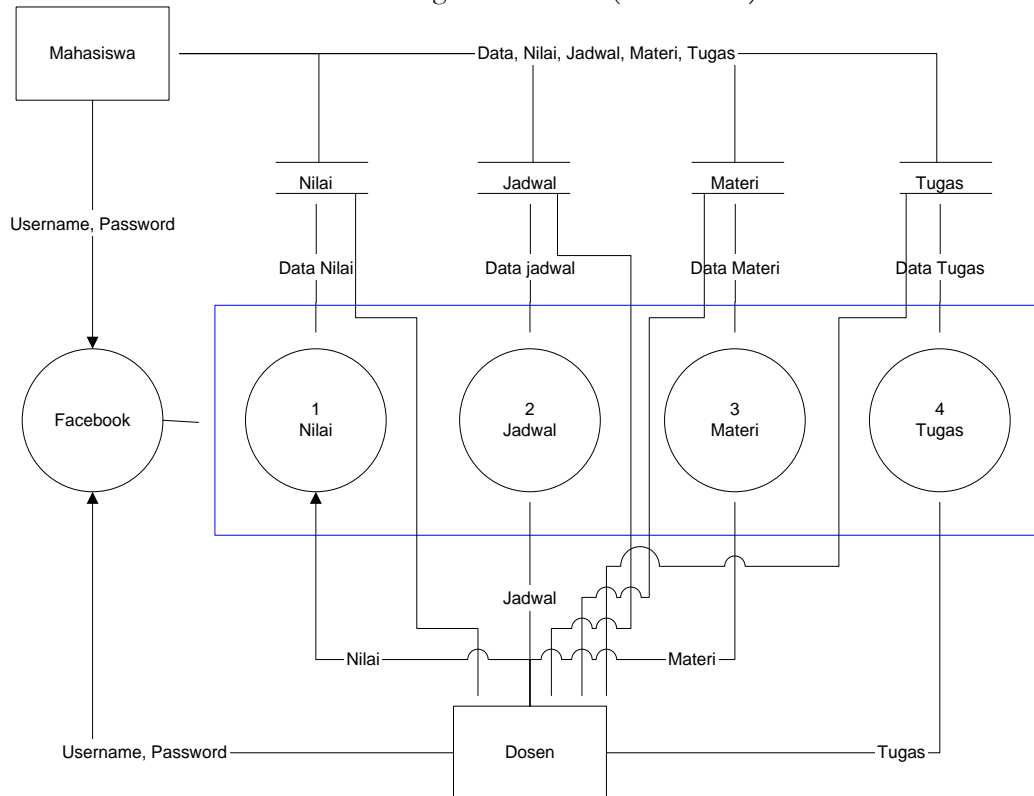 Mahasiswa
Data, Nilai, Jadwal, Materi, Tugas
Nilai
Jadwal
Materi
Tugas
Username, Password
Data Nilai
Data jadwal
Data Materi
Data Tugas
Facebook
1
Nilai
2
Jadwal
3
Materi
4
Tugas
Jadwal
Nilai
Materi
Username, Password
Dosen
Tugas